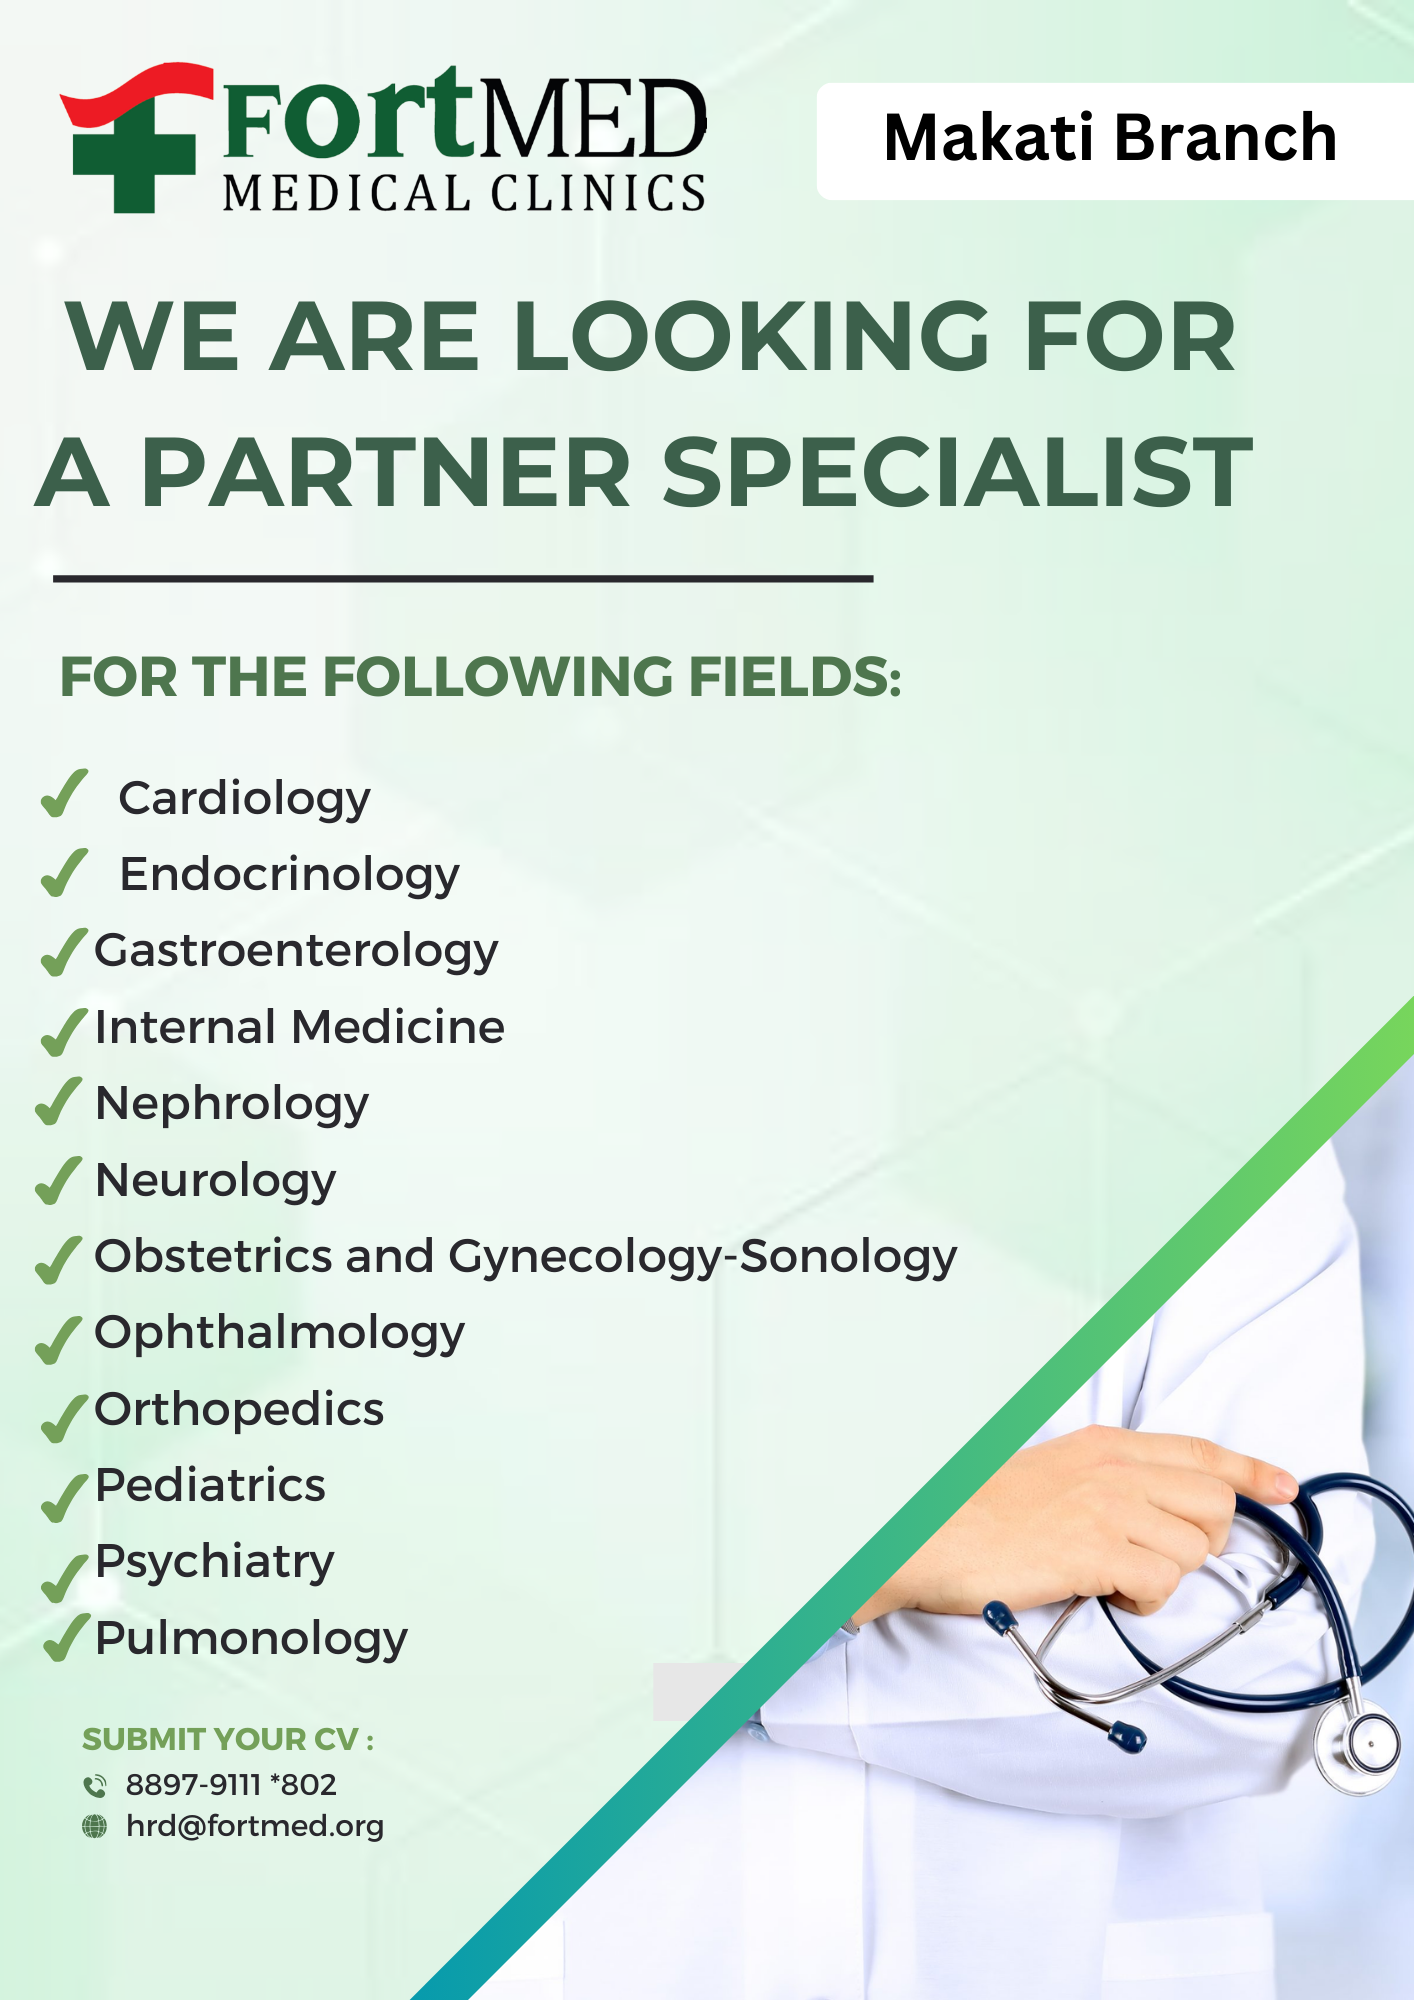 FortMED
MEDICAL CLINICS
Makati Branch
WE ARE LOOKING FOR
A PARTNER SPECIALIST
FOR THE FOLLOWING FIELDS:
Cardiology
Endocrinology
Gastroenterology
Internal Medicine
Nephrology
Neurology
Obstetrics and Gynecology-Sonology
Ophthalmology
Orthopedics
Pediatrics
Psychiatry
Pulmonology
SUBMIT YOUR CV :
8897-9111 *802
hrd@fortmed.org